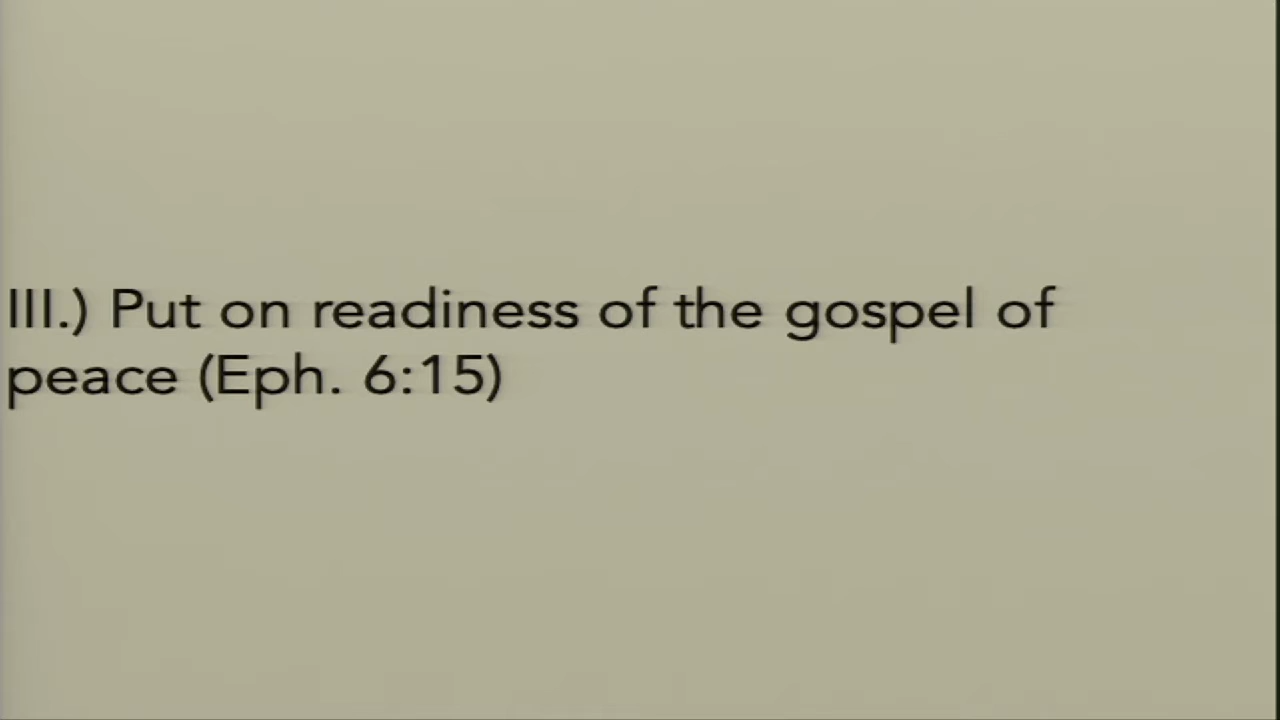 III.) Put on readiness of the gospel of
peace (Eph. 6:15)